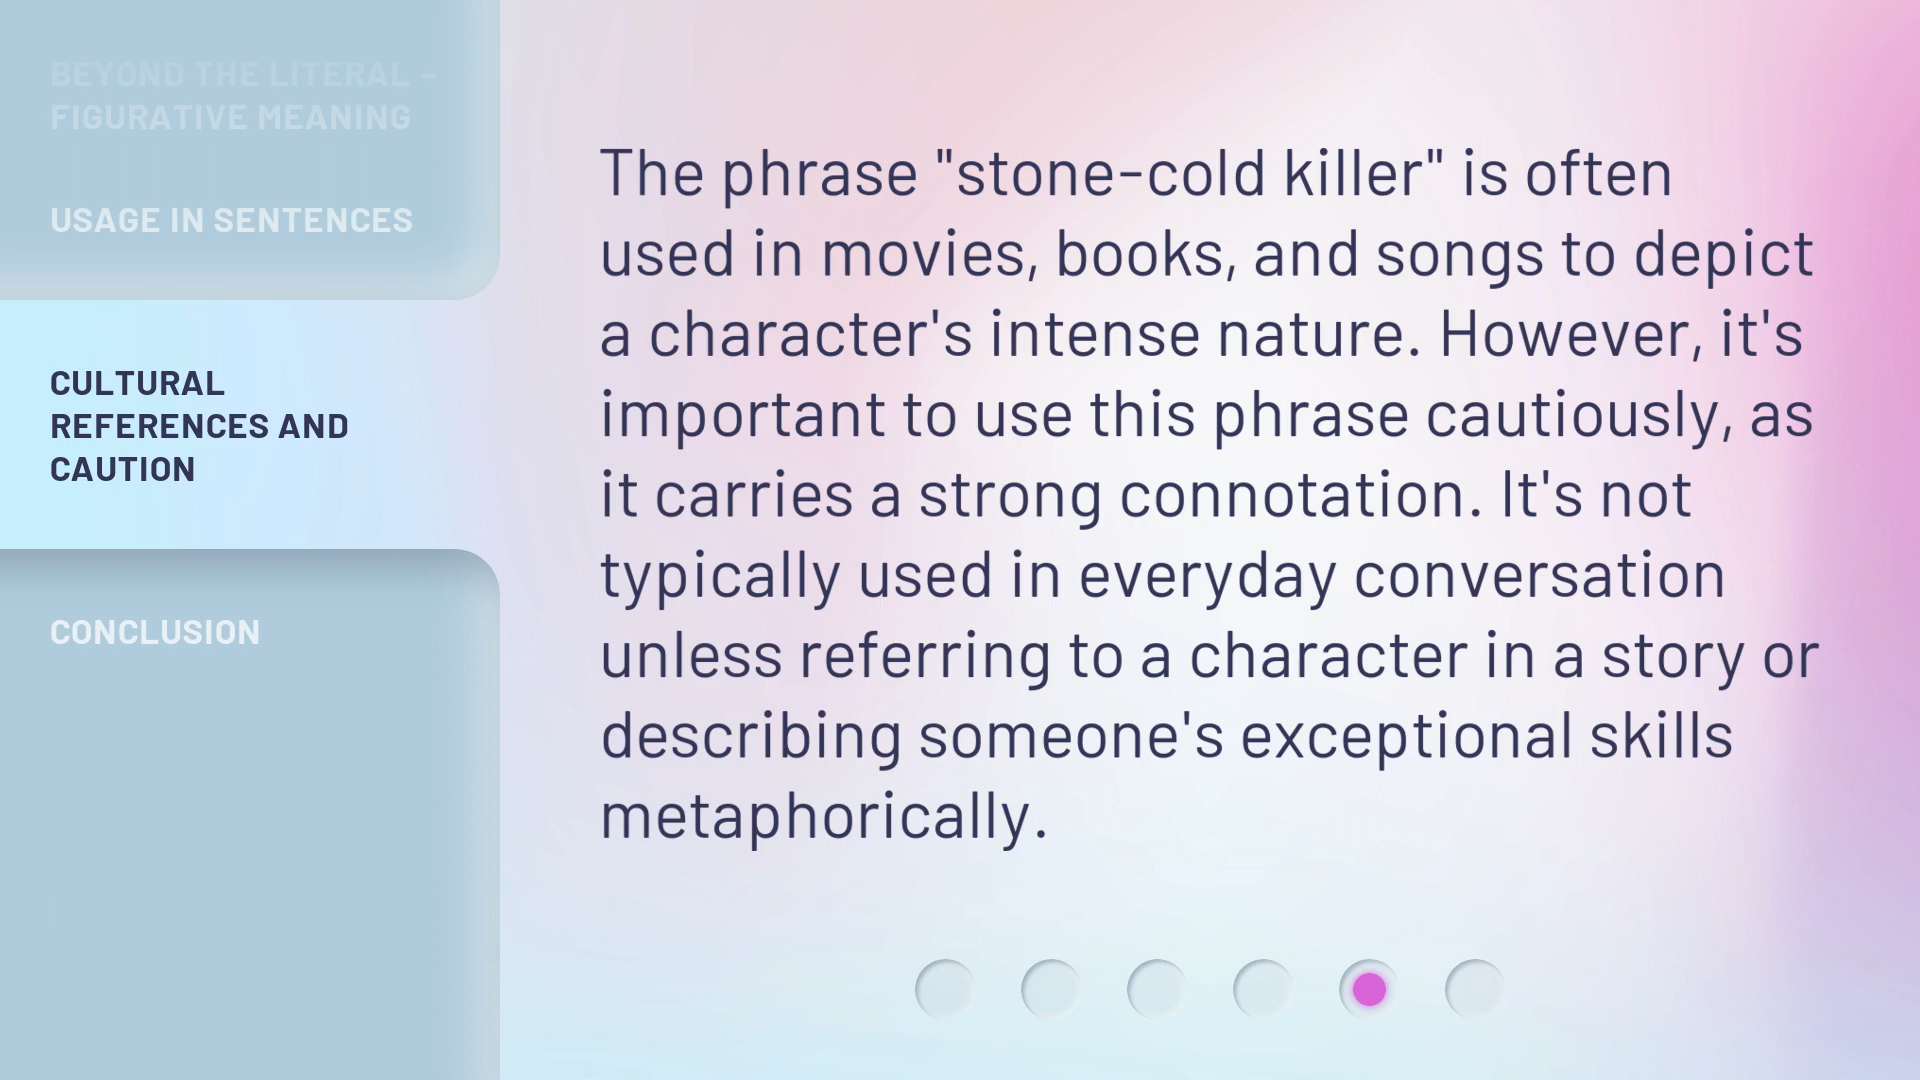 BEYOND THE LITERAL -
FIGURATIVE MEANING
USAGE IN SENTENCES
CULTURAL
REFERENCES AND
CAUTION
CONCLUSION
The phrase "stone-cold killer" is often
used in movies, books, and songs to depict
a character's intense nature. However, it's
important to use this phrase cautiously, as
it carries a strong connotation. It's not
typically used in everyday conversation
unless referring to a character in a story or
describing someone's exceptional skills
metaphorically.